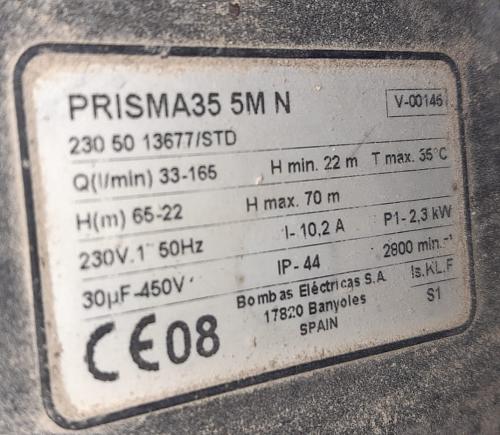 PRISMA35 5M N V-00146
230 50 13677/STD
Q(l/min) 33-165 H min. 22 m T max. 35°C
H(m) 65-22 H max. 70 m
230V.1~ 50Hz I- 10,2 A P1- 2,3 kW
30µF-450V IP- 44 2800 min.-¹
Bombas Eléctricas S.A. Is.KL.F
17820 Banyoles S1
SPAIN
CE08